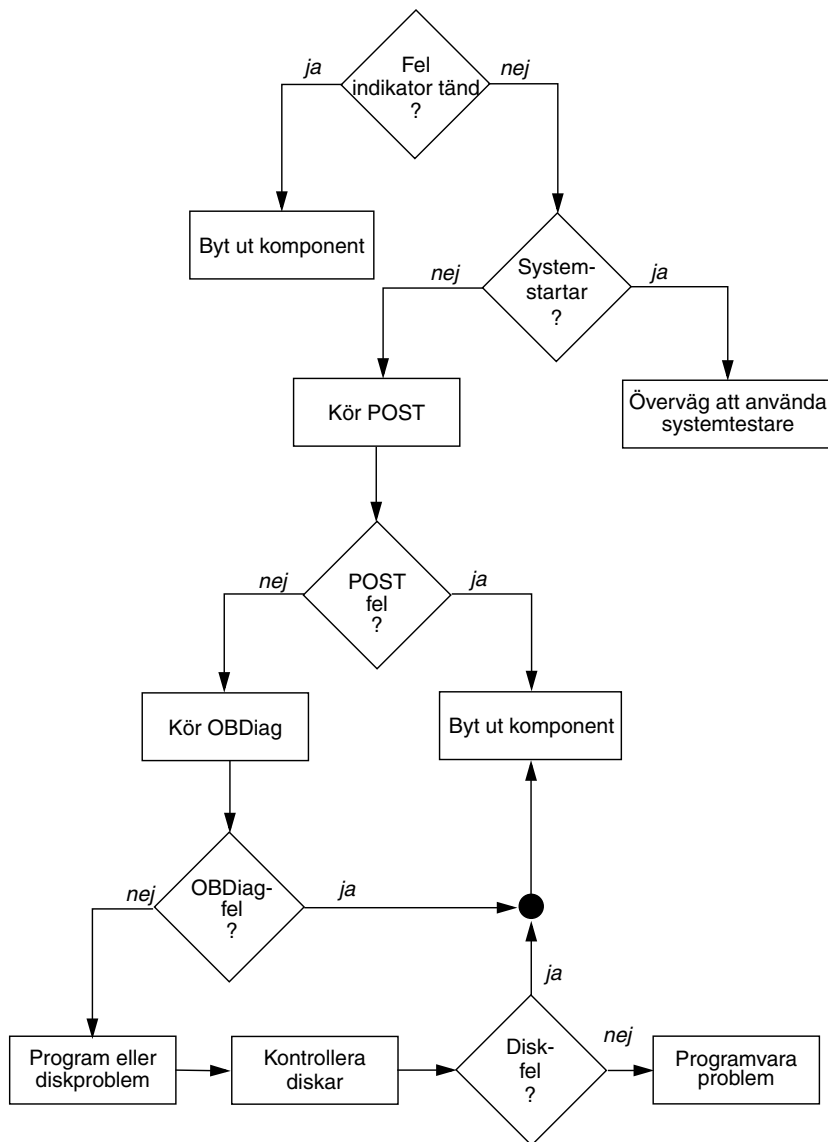 Fel
indikator tänd
?
ja
nej
Byt ut komponent
System-
startar
?
nej
ja
Kör POST
Överväg att använda
systemtestare
POST
fel
?
nej
ja
Kör OBDiag
Byt ut komponent
OBDiag-
fel
?
nej
ja
ja
Program eller
diskproblem
Kontrollera
diskar
Disk-
fel
?
nej
Programvara
problem